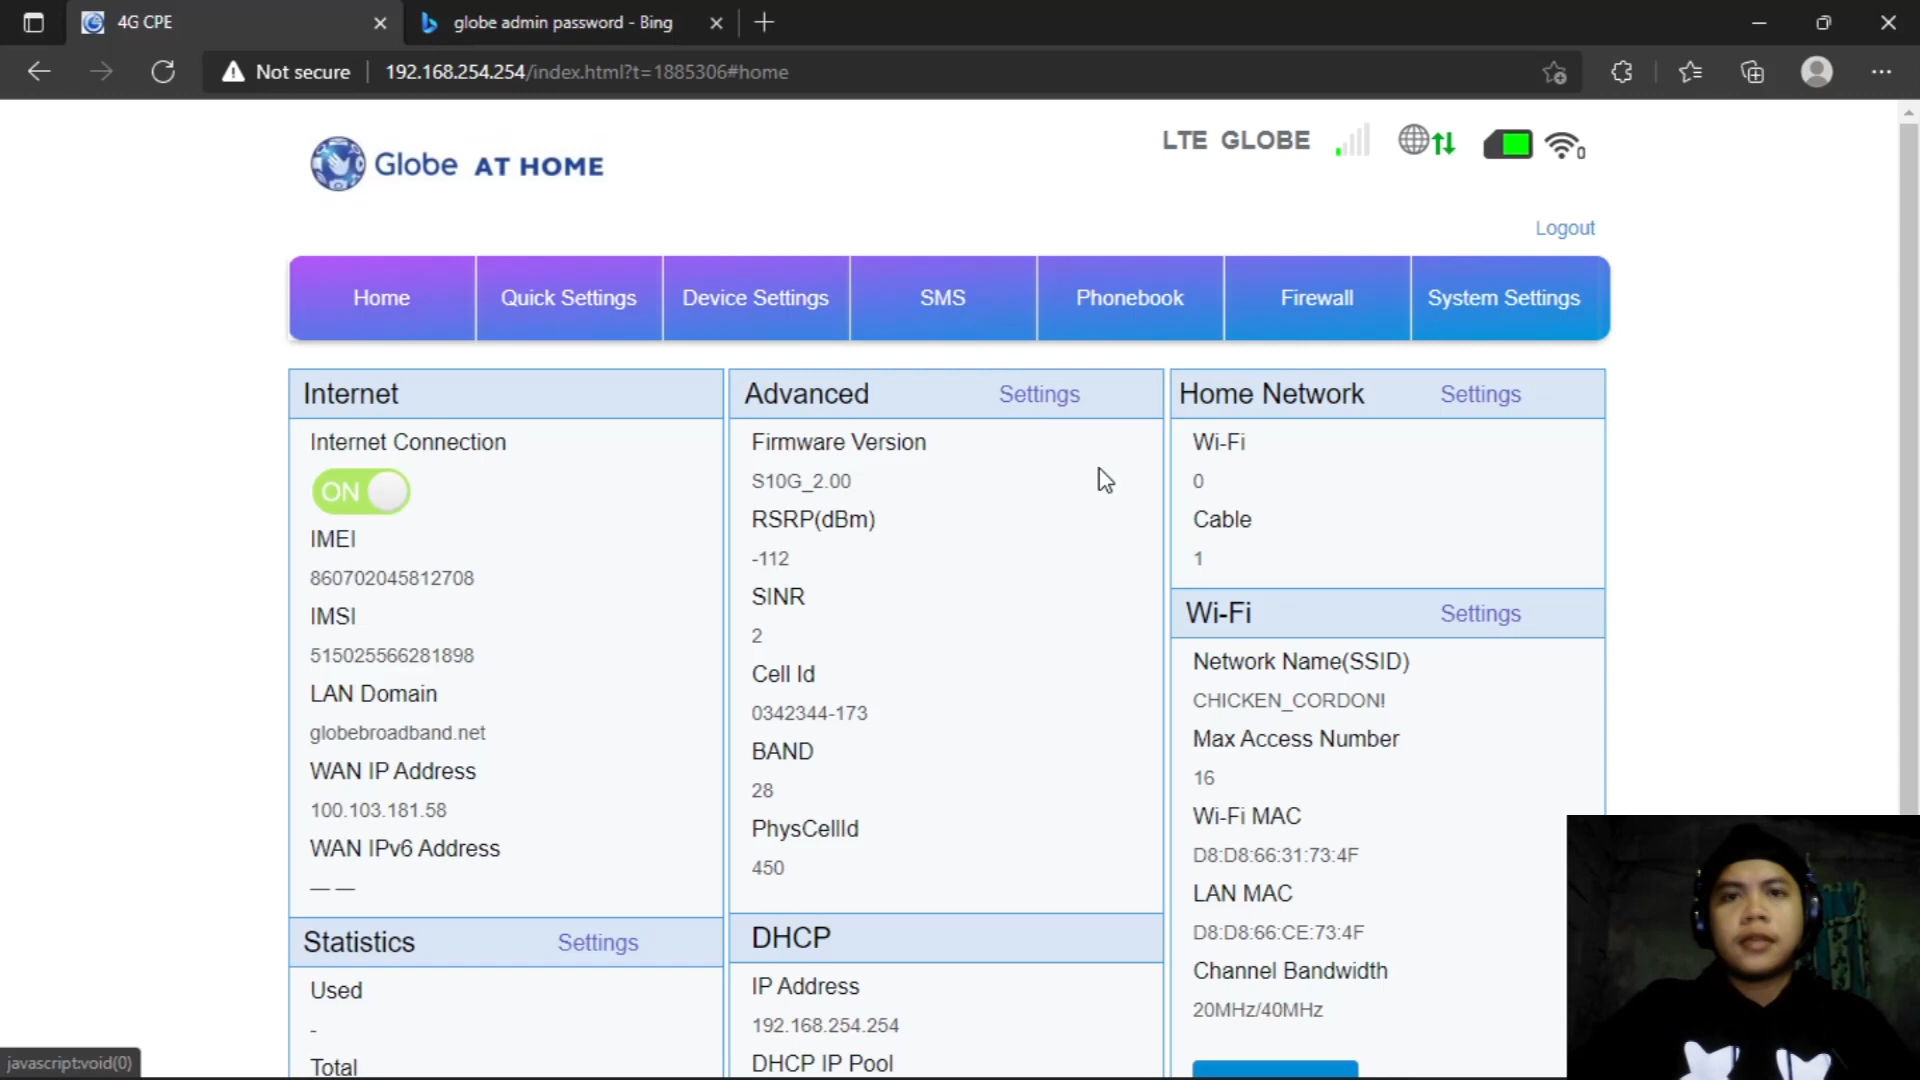 4G CPE
globe admin password - Bing
Not secure
192.168.254.254/index.html?t=1885306#home
Globe AT HOME
LTE GLOBE
0
Logout
Home
Quick Settings
Device Settings
SMS
Phonebook
Firewall
System Settings
Internet
Internet Connection
ON
IMEI
860702045812708
IMSI
515025566281898
LAN Domain
globebroadband.net
WAN IP Address
100.103.181.58
WAN IPv6 Address
— —
Statistics Settings
Used
-
Total
Advanced Settings
Firmware Version
S10G_2.00
RSRP(dBm)
-112
SINR
2
Cell Id
0342344-173
BAND
28
PhysCellId
450
DHCP
IP Address
192.168.254.254
DHCP IP Pool
Home Network Settings
Wi-Fi
0
Cable
1
Wi-Fi Settings
Network Name(SSID)
CHICKEN_CORDON!
Max Access Number
16
Wi-Fi MAC
D8:D8:66:31:73:4F
LAN MAC
D8:D8:66:CE:73:4F
Channel Bandwidth
20MHz/40MHz
javascript:void(0)